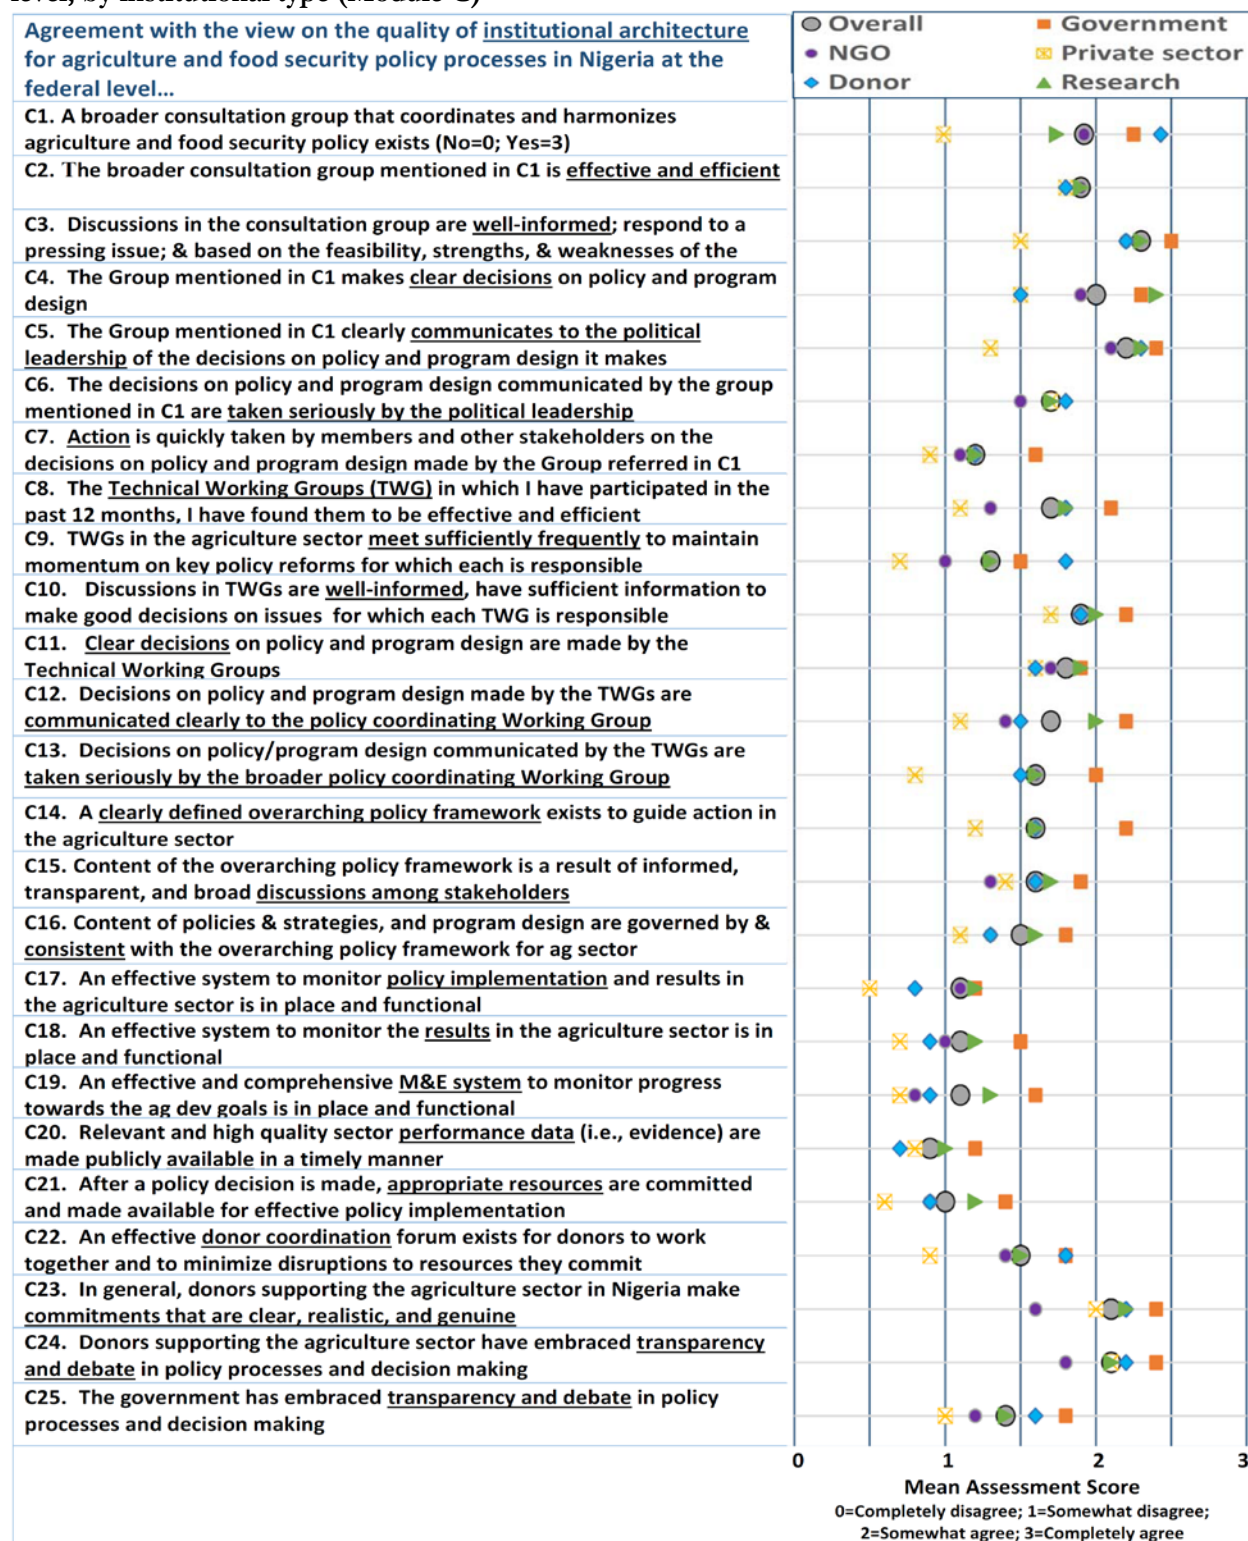 level, by institutional type (Module C)
Agreement with the view on the quality of institutional architecture
for agriculture and food security policy processes in Nigeria at the
federal level…
Overall
Government
NGO
Private sector
Donor
Research
C1. A broader consultation group that coordinates and harmonizes
agriculture and food security policy exists (No=0; Yes=3)
C2. The broader consultation group mentioned in C1 is effective and efficient
C3. Discussions in the consultation group are well-informed; respond to a
pressing issue; & based on the feasibility, strengths, & weaknesses of the
C4. The Group mentioned in C1 makes clear decisions on policy and program
design
C5. The Group mentioned in C1 clearly communicates to the political
leadership of the decisions on policy and program design it makes
C6. The decisions on policy and program design communicated by the group
mentioned in C1 are taken seriously by the political leadership
C7. Action is quickly taken by members and other stakeholders on the
decisions on policy and program design made by the Group referred in C1
C8. The Technical Working Groups (TWG) in which I have participated in the
past 12 months, I have found them to be effective and efficient
C9. TWGs in the agriculture sector meet sufficiently frequently to maintain
momentum on key policy reforms for which each is responsible
C10. Discussions in TWGs are well-informed, have sufficient information to
make good decisions on issues for which each TWG is responsible
C11. Clear decisions on policy and program design are made by the
Technical Working Groups
C12. Decisions on policy and program design made by the TWGs are
communicated clearly to the policy coordinating Working Group
C13. Decisions on policy/program design communicated by the TWGs are
taken seriously by the broader policy coordinating Working Group
C14. A clearly defined overarching policy framework exists to guide action in
the agriculture sector
C15. Content of the overarching policy framework is a result of informed,
transparent, and broad discussions among stakeholders
C16. Content of policies & strategies, and program design are governed by &
consistent with the overarching policy framework for ag sector
C17. An effective system to monitor policy implementation and results in
the agriculture sector is in place and functional
C18. An effective system to monitor the results in the agriculture sector is in
place and functional
C19. An effective and comprehensive M&E system to monitor progress
towards the ag dev goals is in place and functional
C20. Relevant and high quality sector performance data (i.e., evidence) are
made publicly available in a timely manner
C21. After a policy decision is made, appropriate resources are committed
and made available for effective policy implementation
C22. An effective donor coordination forum exists for donors to work
together and to minimize disruptions to resources they commit
C23. In general, donors supporting the agriculture sector in Nigeria make
commitments that are clear, realistic, and genuine
C24. Donors supporting the agriculture sector have embraced transparency
and debate in policy processes and decision making
C25. The government has embraced transparency and debate in policy
processes and decision making
0 1 2 3
Mean Assessment Score
0=Completely disagree; 1=Somewhat disagree;
2=Somewhat agree; 3=Completely agree